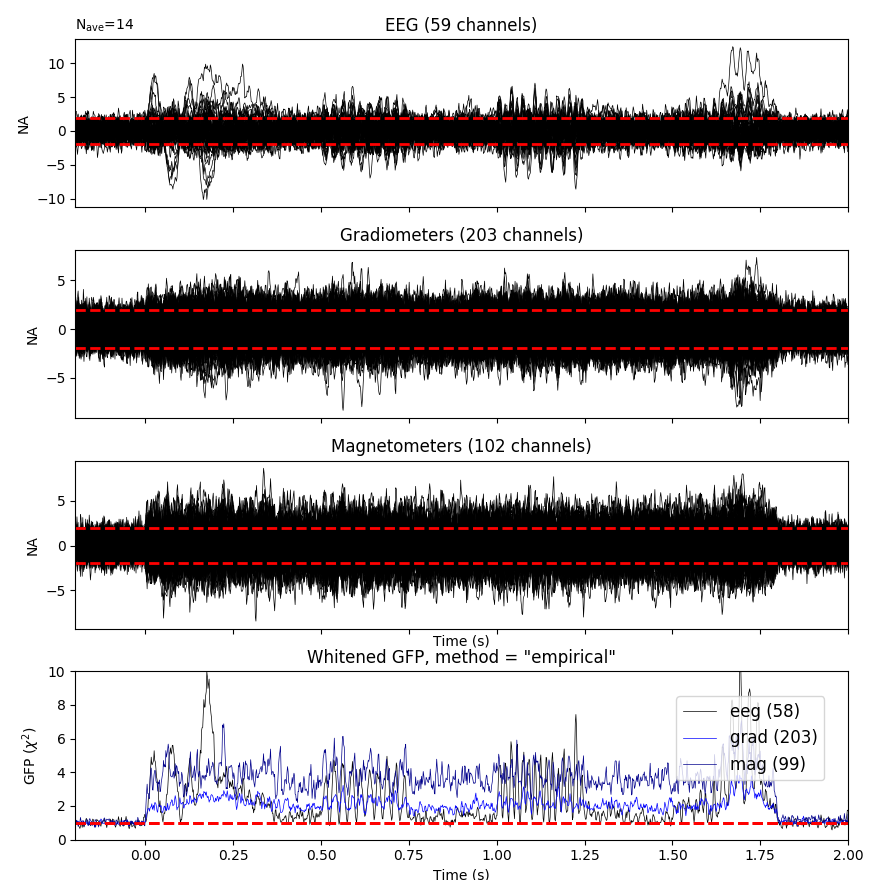 Nave=14
EEG (59 channels)
10
5
0
−5
−10
NA
Gradiometers (203 channels)
5
0
−5
NA
Magnetometers (102 channels)
5
0
−5
NA
Time (s)
Whitened GFP, method = "empirical"
10
8
6
4
2
0
GFP (χ²)
eeg (58)
grad (203)
mag (99)
0.00 0.25 0.50 0.75 1.00 1.25 1.50 1.75 2.00
Time (s)